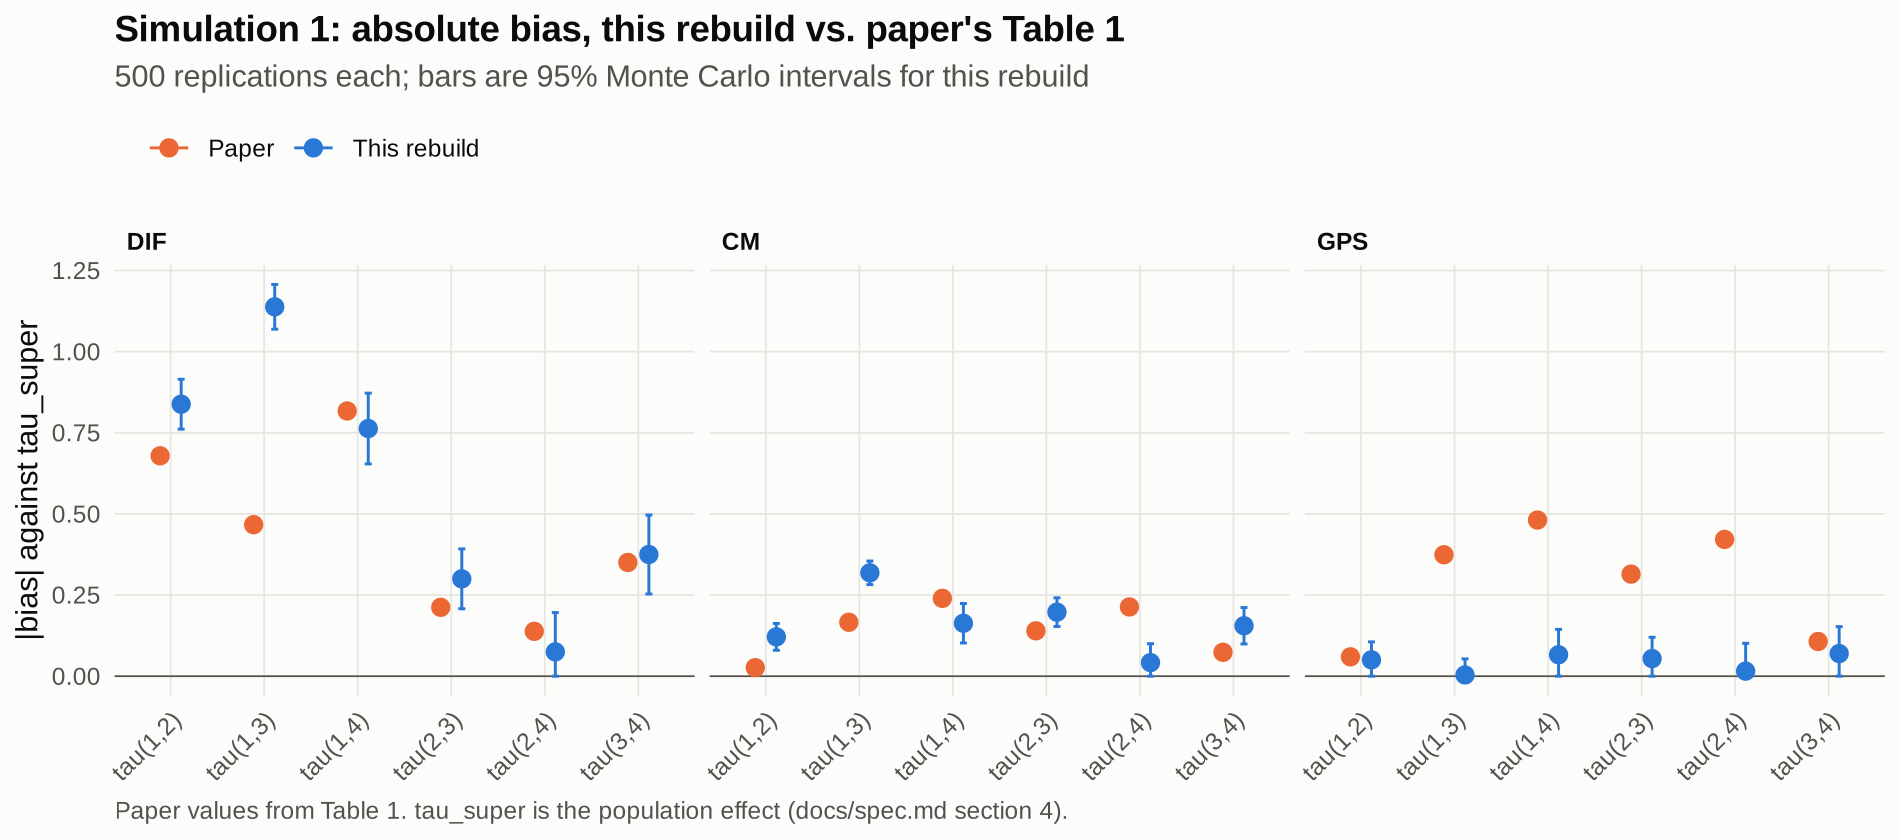 Simulation 1: absolute bias, this rebuild vs. paper's Table 1
500 replications each; bars are 95% Monte Carlo intervals for this rebuild
Paper This rebuild
DIF CM GPS
|bias| against tau_super
1.25
1.00
0.75
0.50
0.25
0.00
tau(1,2) tau(1,3) tau(1,4) tau(2,3) tau(2,4) tau(3,4) tau(1,2) tau(1,3) tau(1,4) tau(2,3) tau(2,4) tau(3,4) tau(1,2) tau(1,3) tau(1,4) tau(2,3) tau(2,4) tau(3,4)
Paper values from Table 1. tau_super is the population effect (docs/spec.md section 4).